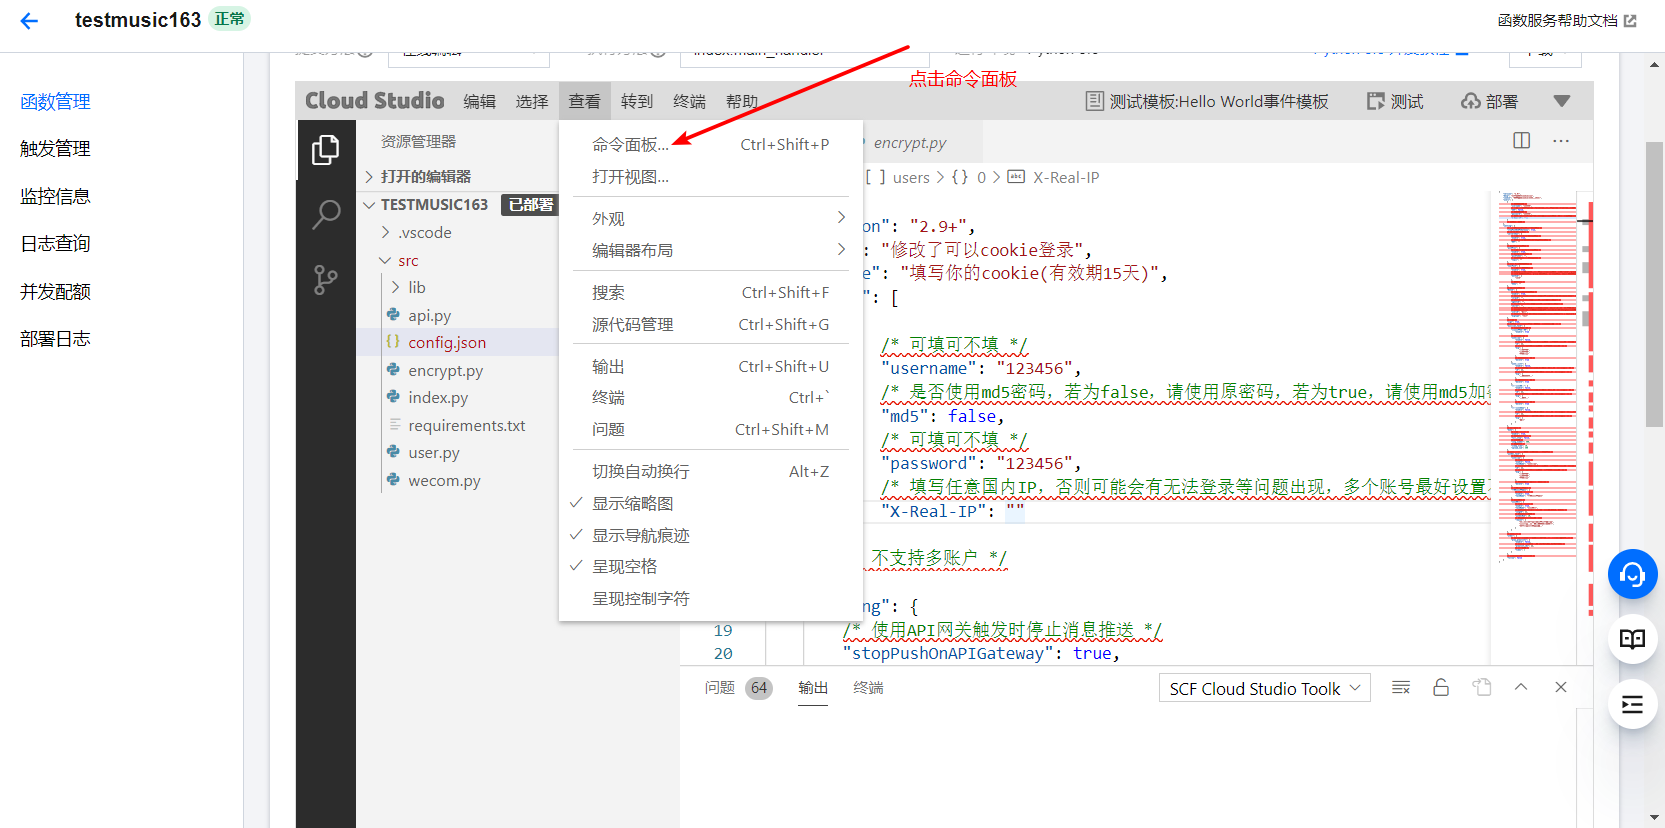 testmusic163 正常
函数服务帮助文档
函数管理
触发管理
监控信息
日志查询
并发配额
部署日志
点击命令面板
Cloud Studio 编辑 选择 查看 转到 终端 帮助
测试模板:Hello World事件模板 测试 部署
资源管理器
打开的编辑器
TESTMUSIC163 已部署
.vscode
src
lib
api.py
config.json
encrypt.py
index.py
requirements.txt
user.py
wecom.py
命令面板... Ctrl+Shift+P
打开视图...
外观
编辑器布局
搜索 Ctrl+Shift+F
源代码管理 Ctrl+Shift+G
输出 Ctrl+Shift+U
终端 Ctrl+`
问题 Ctrl+Shift+M
切换自动换行 Alt+Z
显示缩略图
显示导航痕迹
呈现空格
呈现控制字符
encrypt.py
[ ] users > {} 0 > X-Real-IP
on": "2.9+",
: "修改了可以cookie登录",
e": "填写你的cookie(有效期15天)",
": [
/* 可填可不填 */
"username": "123456",
/* 是否使用md5密码，若为false，请使用原密码，若为true，请使用md5加
"md5": false,
/* 可填可不填 */
"password": "123456",
/* 填写任意国内IP，否则可能会有无法登录等问题出现，多个账号最好设置
"X-Real-IP": ""
不支持多账户 */
ng": {
19 /* 使用API网关触发时停止消息推送 */
20 "stopPushOnAPIGateway": true,
问题 64 输出 终端
SCF Cloud Studio Toolk